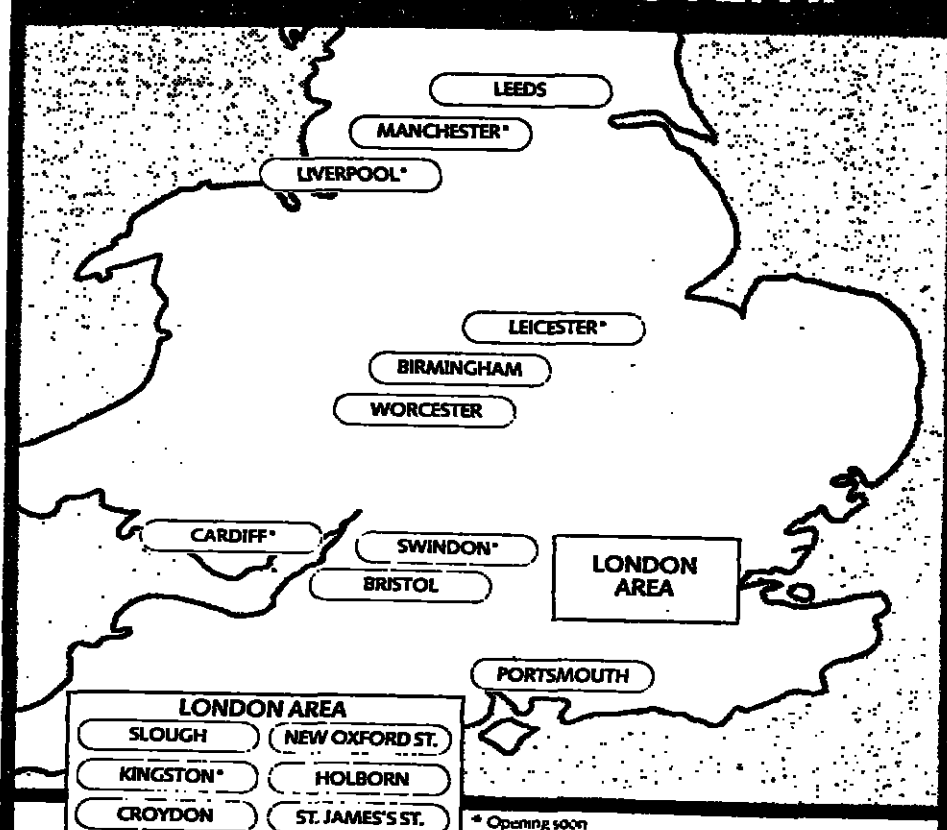 LEEDS
MANCHESTER*
LIVERPOOL*
LEICESTER*
BIRMINGHAM
WORCESTER
CARDIFF*
SWINDON*
BRISTOL
LONDON
AREA
PORTSMOUTH
LONDON AREA
SLOUGH NEW OXFORD ST.
KINGSTON* HOLBORN
CROYDON ST. JAMES'S ST.
* Opening soon